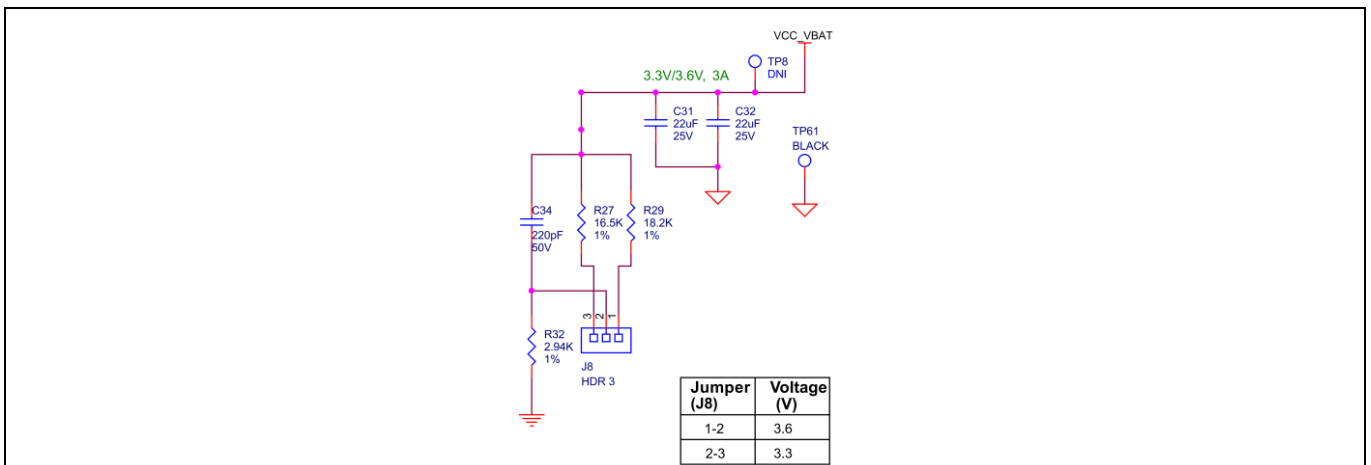 VCC_VBAT
TP8
DNI
3.3V/3.6V, 3A
C31
22uF
25V
C32
22uF
25V
TP61
BLACK
C34
220pF
50V
R27
16.5K
1%
R29
18.2K
1%
3
2
1
R32
2.94K
1%
J8
HDR 3
Jumper (J8) Voltage (V)
1-2 3.6
2-3 3.3